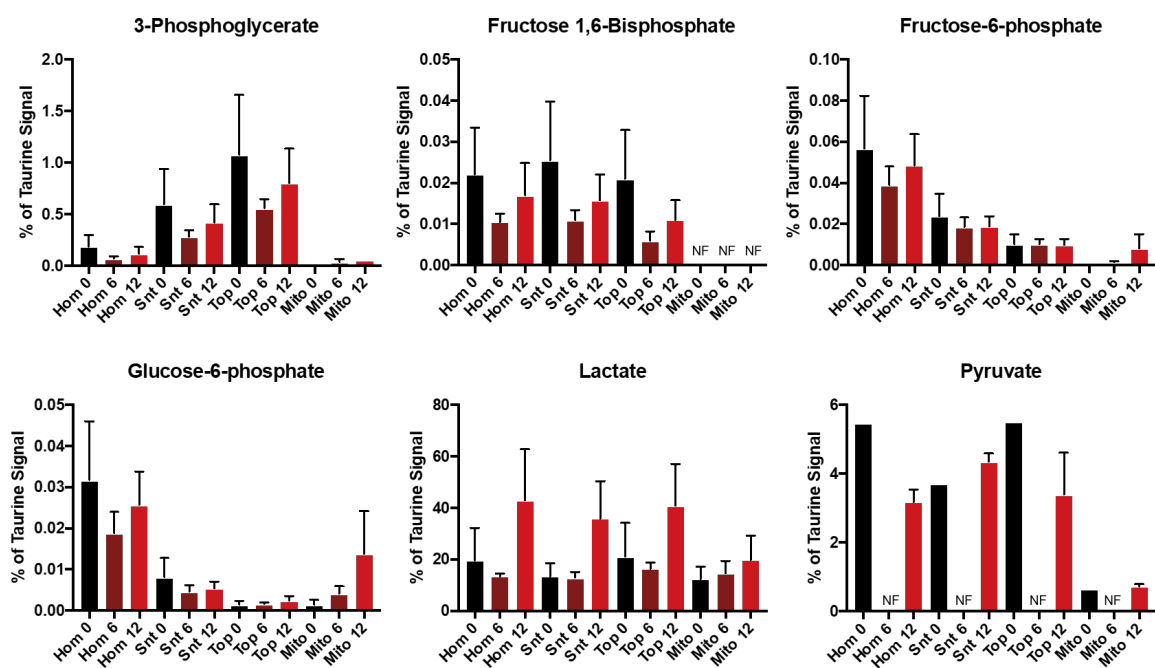 3-Phosphoglycerate
% of Taurine Signal
2.0
1.5
1.0
0.5
0.0
Hom 0
Hom 6
Hom 12
Snt 0
Snt 6
Snt 12
Top 0
Top 6
Top 12
Mito 0
Mito 6
Mito 12
Fructose 1,6-Bisphosphate
% of Taurine Signal
0.05
0.04
0.03
0.02
0.01
0.00
NF NF NF
Hom 0
Hom 6
Hom 12
Snt 0
Snt 6
Snt 12
Top 0
Top 6
Top 12
Mito 0
Mito 6
Mito 12
Fructose-6-phosphate
% of Taurine Signal
0.10
0.08
0.06
0.04
0.02
0.00
Hom 0
Hom 6
Hom 12
Snt 0
Snt 6
Snt 12
Top 0
Top 6
Top 12
Mito 0
Mito 6
Mito 12
Glucose-6-phosphate
% of Taurine Signal
0.05
0.04
0.03
0.02
0.01
0.00
Hom 0
Hom 6
Hom 12
Snt 0
Snt 6
Snt 12
Top 0
Top 6
Top 12
Mito 0
Mito 6
Mito 12
Lactate
% of Taurine Signal
80
60
40
20
0
Hom 0
Hom 6
Hom 12
Snt 0
Snt 6
Snt 12
Top 0
Top 6
Top 12
Mito 0
Mito 6
Mito 12
Pyruvate
% of Taurine Signal
6
4
2
0
NF NF NF NF
Hom 0
Hom 6
Hom 12
Snt 0
Snt 6
Snt 12
Top 0
Top 6
Top 12
Mito 0
Mito 6
Mito 12